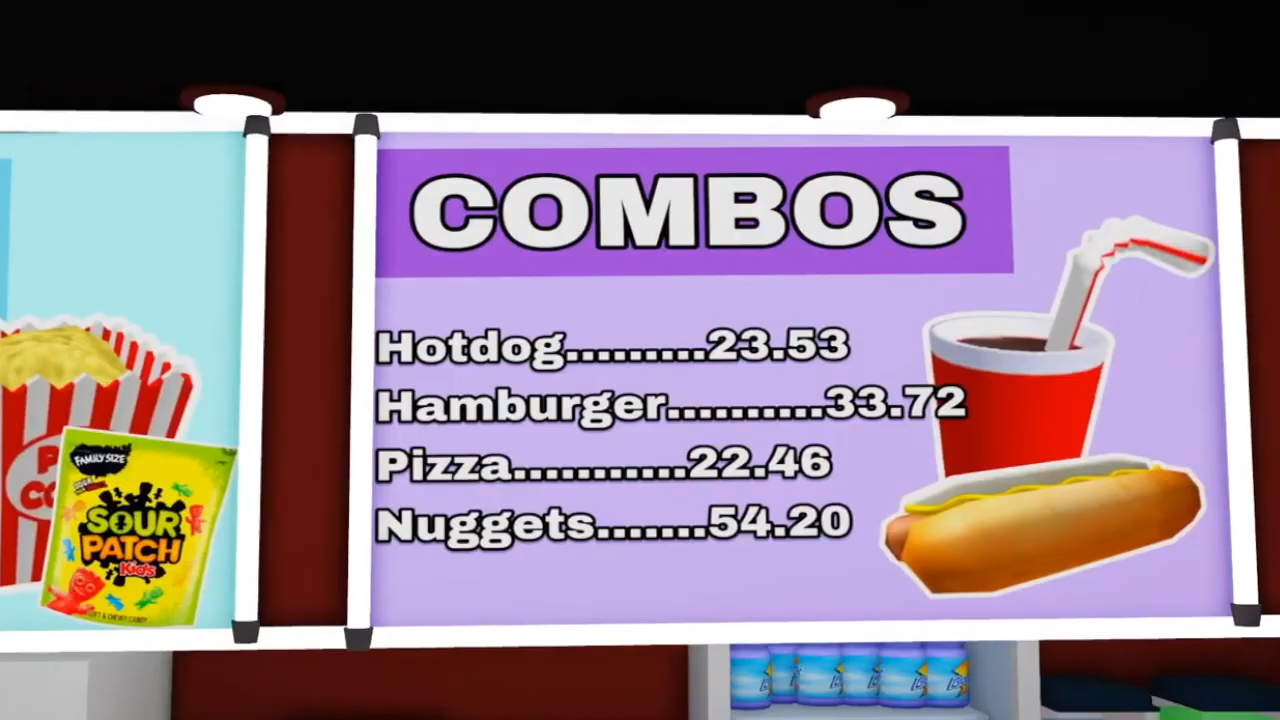 COMBOS
Hotdog.........23.53
Hamburger..........33.72
Pizza...........22.46
Nuggets.......54.20
FAMILY SIZE
SOUR
PATCH
Kids